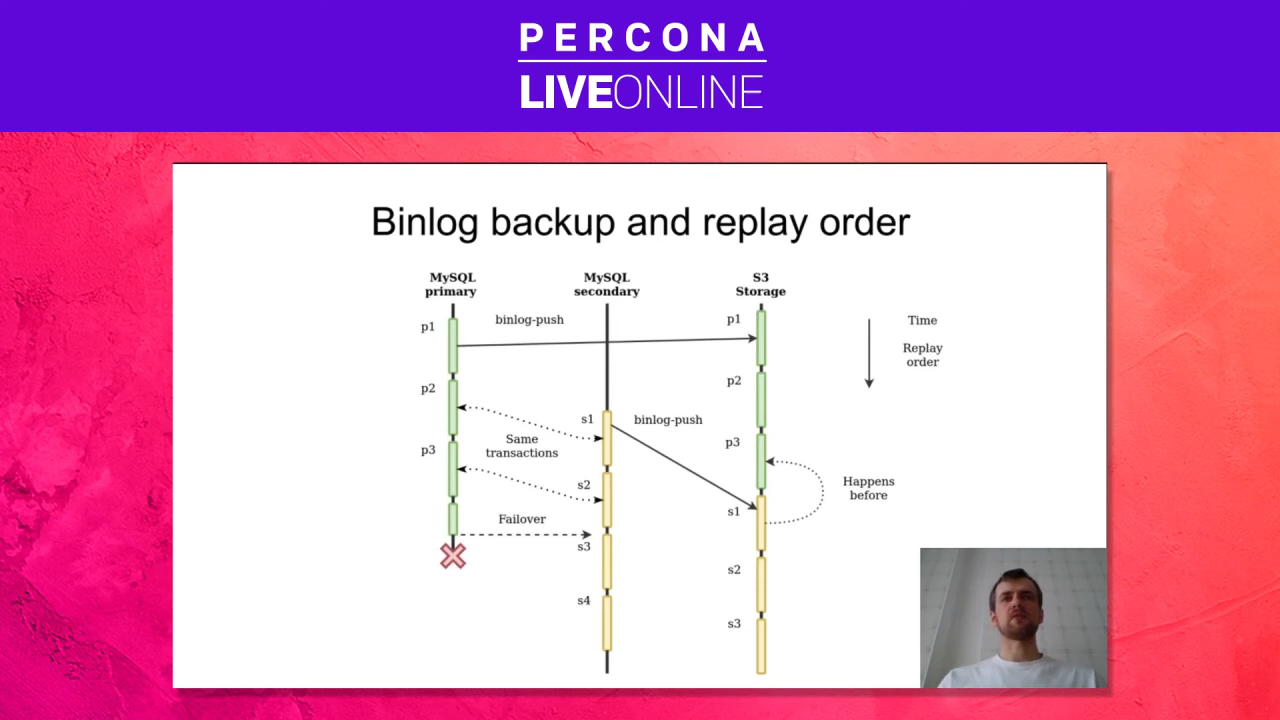 PERCONA
LIVEONLINE
Binlog backup and replay order
MySQL
primary
MySQL
secondary
S3
Storage
p1
binlog-push
p1
Time
Replay
order
p2
p2
s1
binlog-push
Same
transactions
p3
p3
s2
Happens
before
Failover
s1
s3
s2
s4
s3